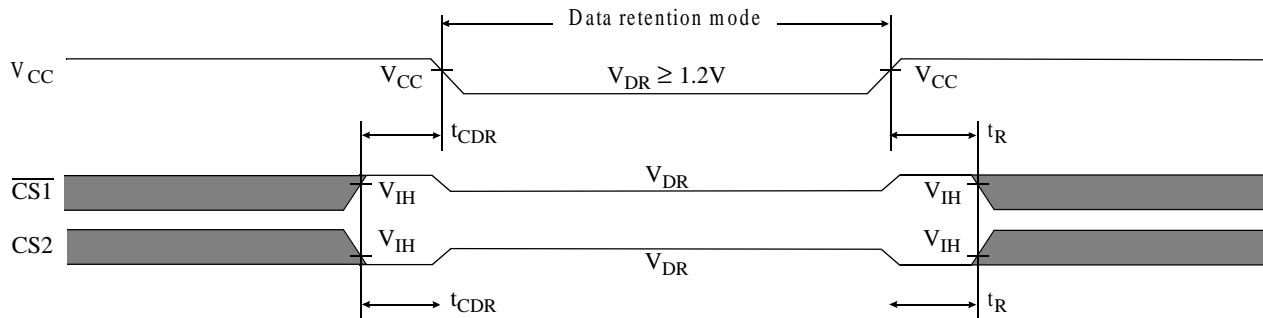 Data retention mode
VCC VCC VDR ≥ 1.2V VCC
tCDR tR
CS1 VIH VDR VIH
CS2 VIH VDR VIH
tCDR tR